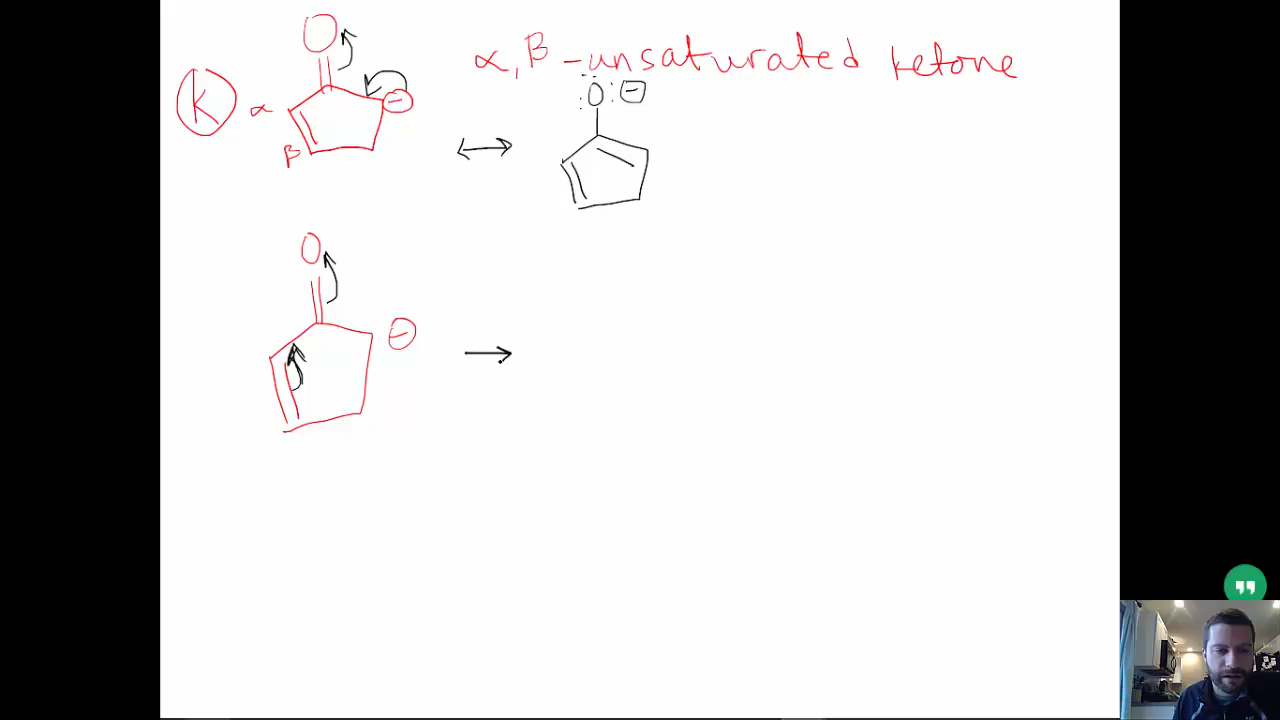 O
α,β-unsaturated ketone
K
α
β
:O: ⊖
⊖
O
⊖